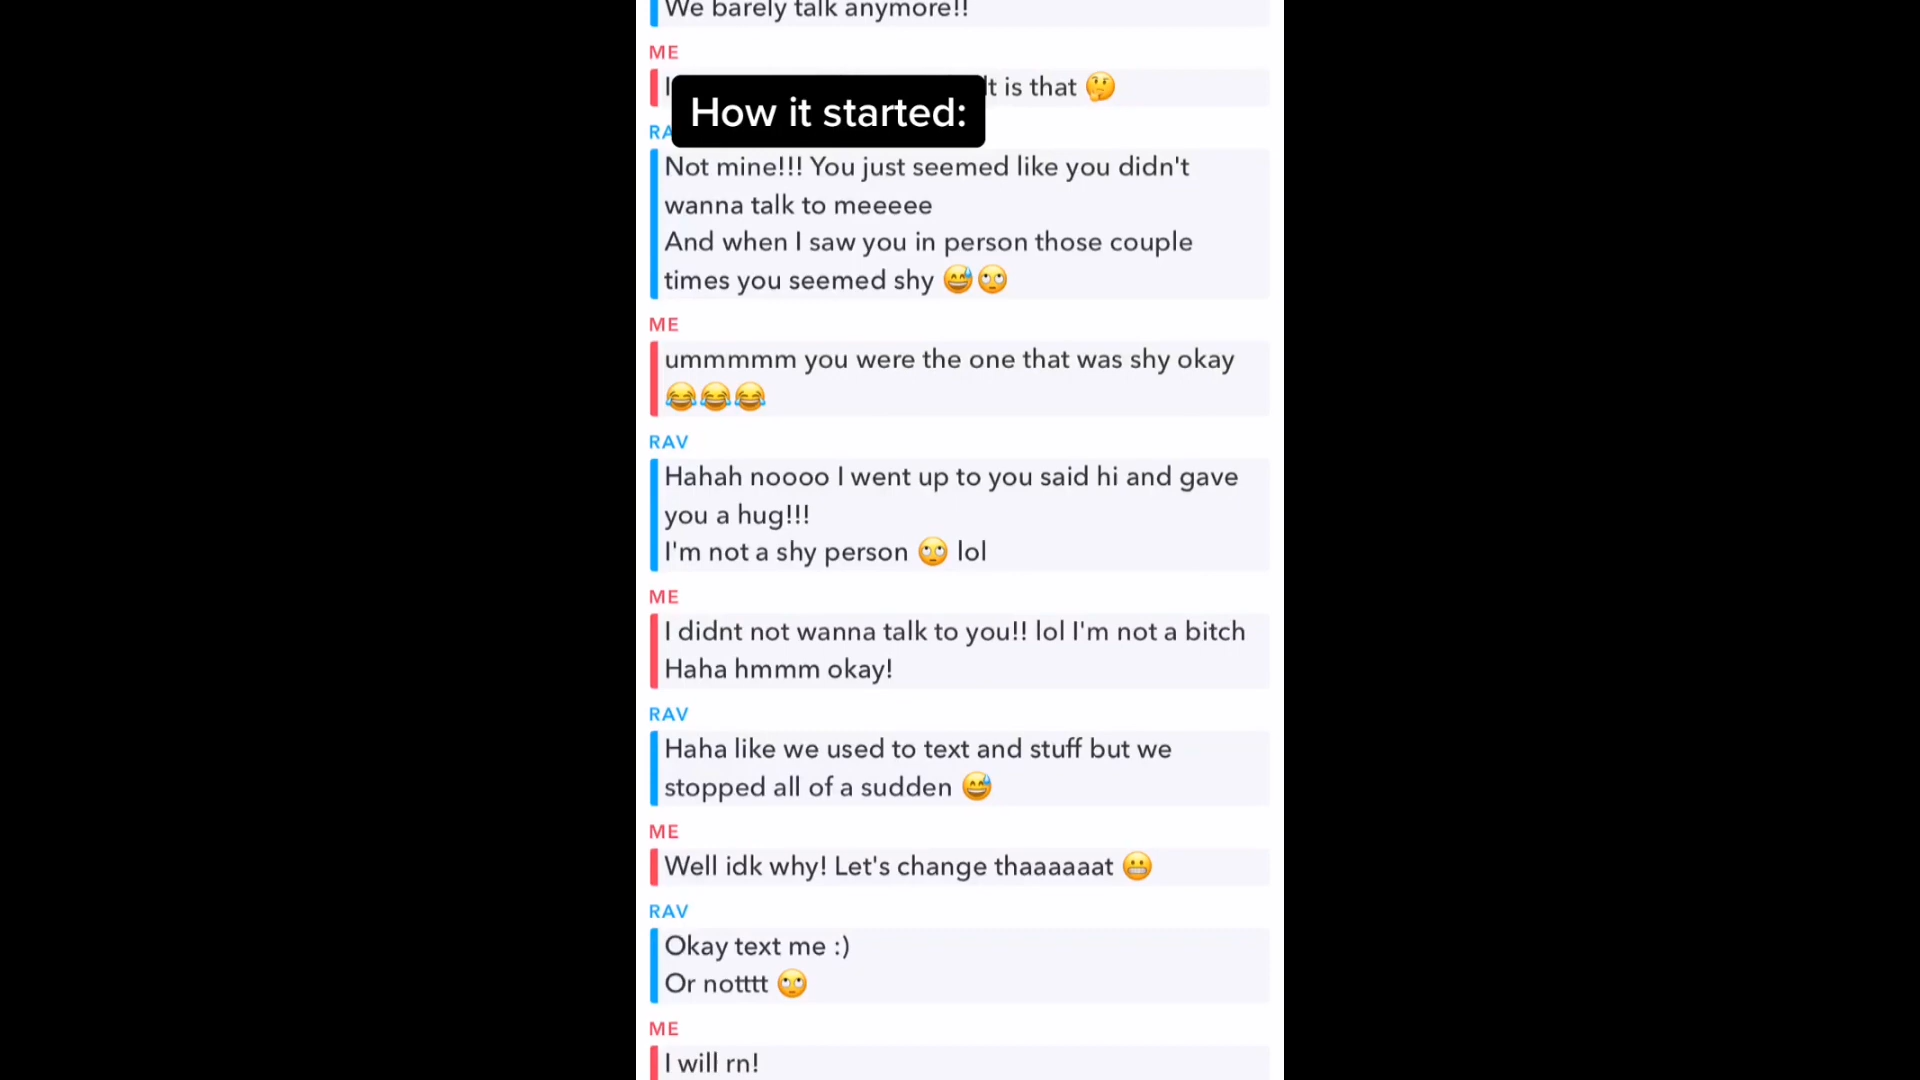 We barely talk anymore!!
ME
I
lt is that 🤔
How it started:
RA
Not mine!!! You just seemed like you didn't
wanna talk to meeeee
And when I saw you in person those couple
times you seemed shy 😅🙄
ME
ummmmm you were the one that was shy okay
😂😂😂
RAV
Hahah noooo I went up to you said hi and gave
you a hug!!!
I'm not a shy person 🙄 lol
ME
I didnt not wanna talk to you!! lol I'm not a bitch
Haha hmmm okay!
RAV
Haha like we used to text and stuff but we
stopped all of a sudden 😅
ME
Well idk why! Let's change thaaaaaat 😬
RAV
Okay text me :)
Or notttt 🙄
ME
I will rn!